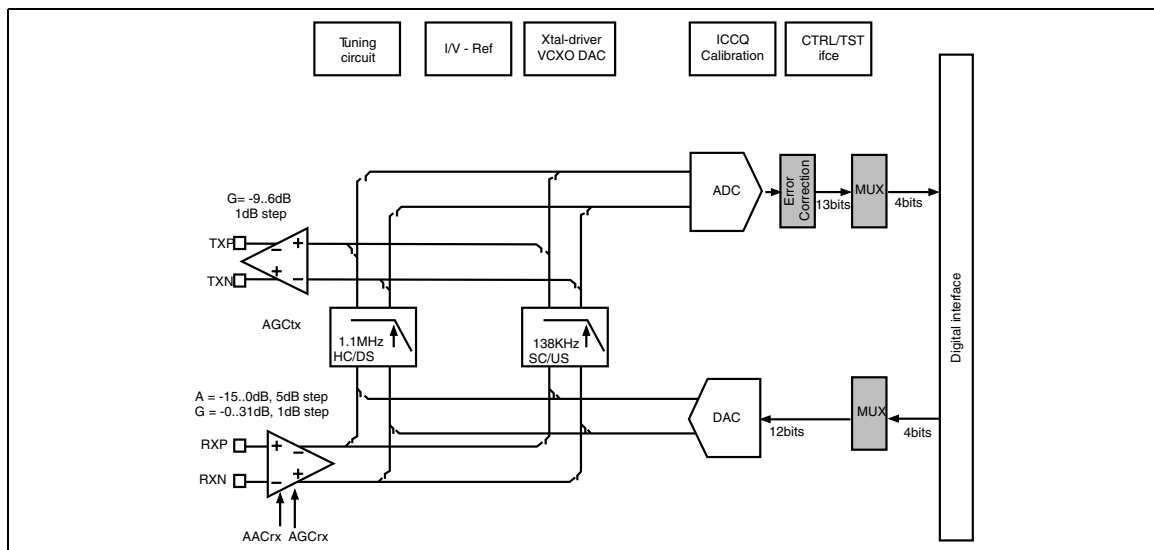 Tuning
circuit
I/V - Ref
Xtal-driver
VCXO DAC
ICCQ
Calibration
CTRL/TST
ifce
ADC
Error
Correction
13bits
MUX
4bits
Digital interface
G= -9..6dB
1dB step
TXP
TXN
AGCtx
1.1MHz
HC/DS
138KHz
SC/US
A = -15..0dB, 5dB step
G = -0..31dB, 1dB step
RXP
RXN
AACrx
AGCrx
DAC
12bits
MUX
4bits